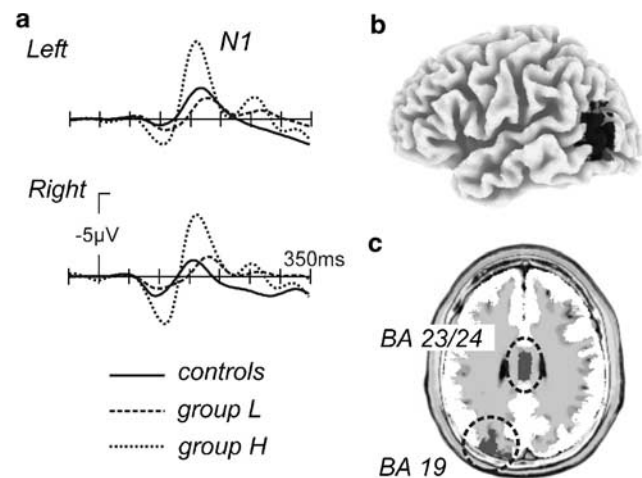 a
Left
N1
Right
-5µV
350ms
controls
group L
group H
b
c
BA 23/24
BA 19